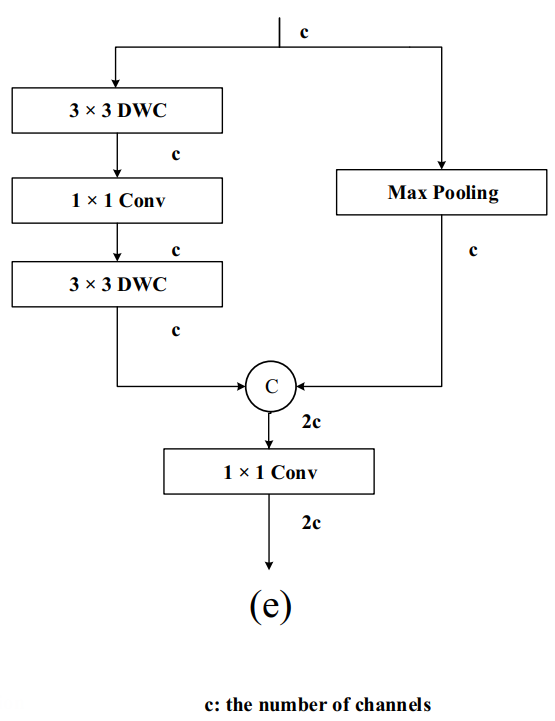 c
3 × 3 DWC
c
1 × 1 Conv
Max Pooling
c
c
3 × 3 DWC
c
C
2c
1 × 1 Conv
2c
(e)
c: the number of channels